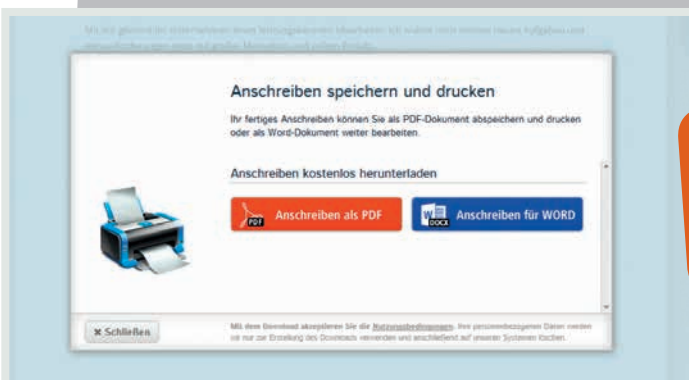 Anschreiben speichern und drucken
Ihr fertiges Anschreiben können Sie als PDF-Dokument abspeichern und drucken
oder als Word-Dokument weiter bearbeiten.
Anschreiben kostenlos herunterladen
PDF Anschreiben als PDF
W DOCX Anschreiben für WORD
✖ Schließen
Mit dem Download akzeptieren Sie die Nutzungsbedingungen. Ihre personenbezogenen Daten werden
wir nur zur Erstellung des Downloads verwenden und anschließend auf unseren Systemen löschen.